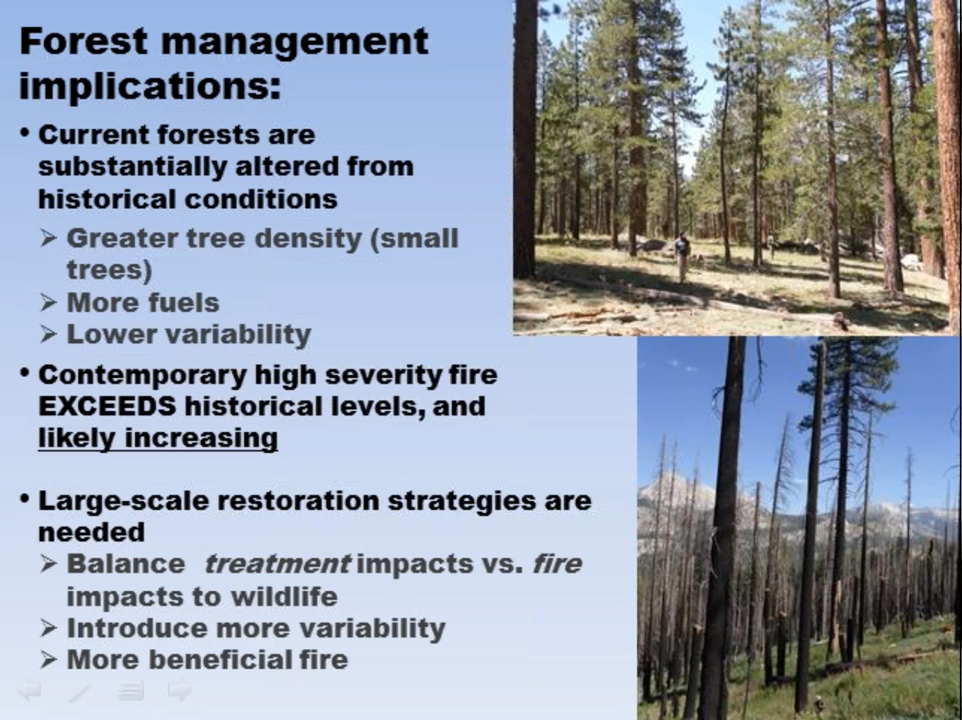 Forest management
implications:
• Current forests are
substantially altered from
historical conditions
➢ Greater tree density (small
trees)
➢ More fuels
➢ Lower variability
• Contemporary high severity fire
EXCEEDS historical levels, and
likely increasing
• Large-scale restoration strategies are
needed
➢ Balance treatment impacts vs. fire
impacts to wildlife
➢ Introduce more variability
➢ More beneficial fire